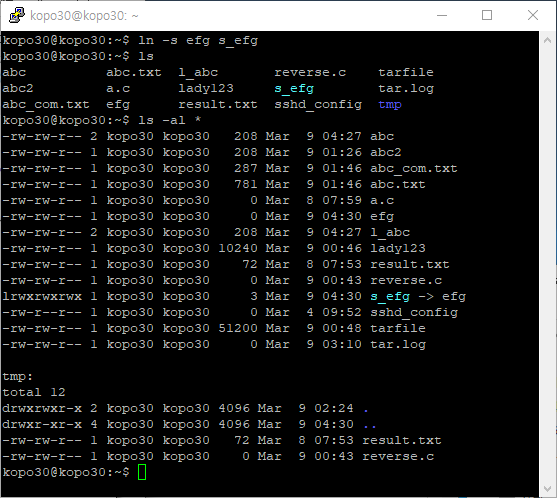 kopo30@kopo30: ~
kopo30@kopo30:~$ ln -s efg s_efg
kopo30@kopo30:~$ ls
abc          abc.txt  l_abc       reverse.c    tarfile
abc2         a.c      lady123     s_efg        tar.log
abc_com.txt  efg      result.txt  sshd_config  tmp
kopo30@kopo30:~$ ls -al *
-rw-rw-r-- 2 kopo30 kopo30   208 Mar  9 04:27 abc
-rw-rw-r-- 1 kopo30 kopo30   208 Mar  9 01:26 abc2
-rw-rw-r-- 1 kopo30 kopo30   287 Mar  9 01:46 abc_com.txt
-rw-rw-r-- 1 kopo30 kopo30   781 Mar  9 01:46 abc.txt
-rw-rw-r-- 1 kopo30 kopo30     0 Mar  8 07:59 a.c
-rw-rw-r-- 1 kopo30 kopo30     0 Mar  9 04:30 efg
-rw-rw-r-- 2 kopo30 kopo30   208 Mar  9 04:27 l_abc
-rw-rw-r-- 1 kopo30 kopo30 10240 Mar  9 00:46 lady123
-rw-rw-r-- 1 kopo30 kopo30    72 Mar  8 07:53 result.txt
-rw-rw-r-- 1 kopo30 kopo30     0 Mar  9 00:43 reverse.c
lrwxrwxrwx 1 kopo30 kopo30     3 Mar  9 04:30 s_efg -> efg
-rw-r--r-- 1 kopo30 kopo30     0 Mar  4 09:52 sshd_config
-rw-rw-r-- 1 kopo30 kopo30 51200 Mar  9 00:48 tarfile
-rw-rw-r-- 1 kopo30 kopo30     0 Mar  9 03:10 tar.log
tmp:
total 12
drwxrwxr-x 2 kopo30 kopo30 4096 Mar  9 02:24 .
drwxr-xr-x 4 kopo30 kopo30 4096 Mar  9 04:30 ..
-rw-rw-r-- 1 kopo30 kopo30   72 Mar  8 07:53 result.txt
-rw-rw-r-- 1 kopo30 kopo30    0 Mar  9 00:43 reverse.c
kopo30@kopo30:~$